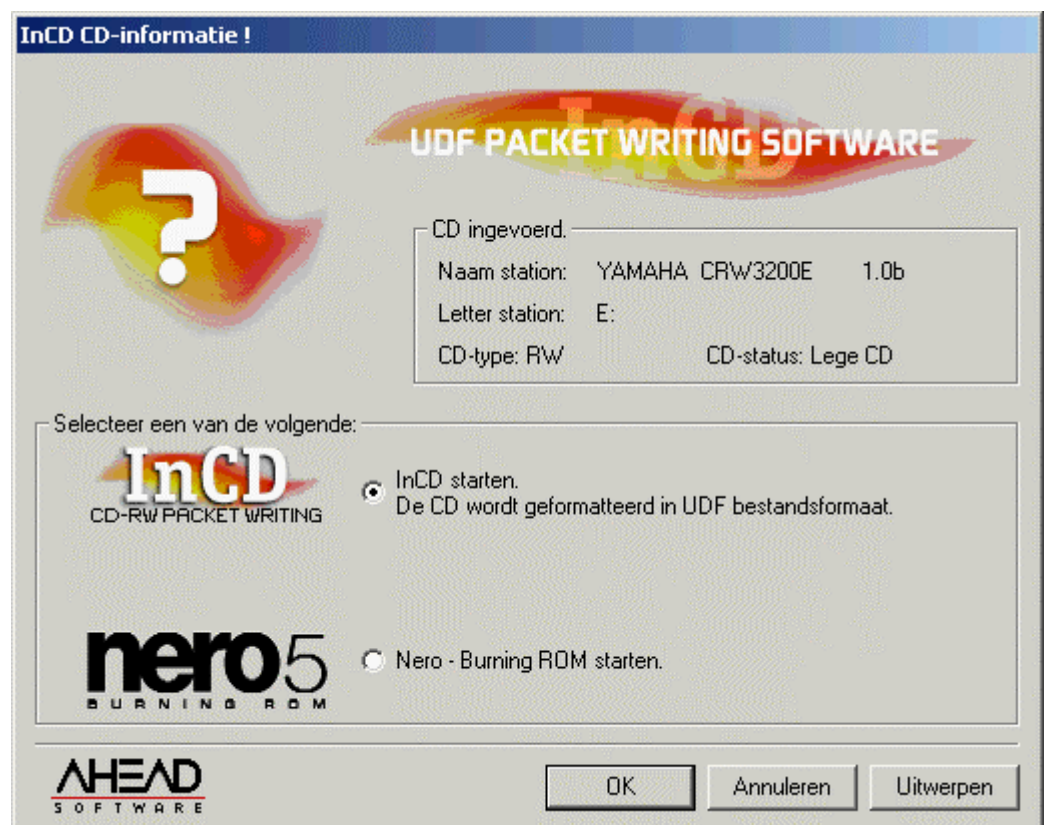 InCD CD-informatie !
?
InCD
UDF PACKET WRITING SOFTWARE
CD ingevoerd.
Naam station: YAMAHA CRW3200E 1.0b
Letter station: E:
CD-type: RW CD-status: Lege CD
Selecteer een van de volgende:
InCD
CD-RW PACKET WRITING
InCD starten.
De CD wordt geformatteerd in UDF bestandsformaat.
nero5
BURNING ROM
Nero - Burning ROM starten.
AHEAD
SOFTWARE
OK Annuleren Uitwerpen